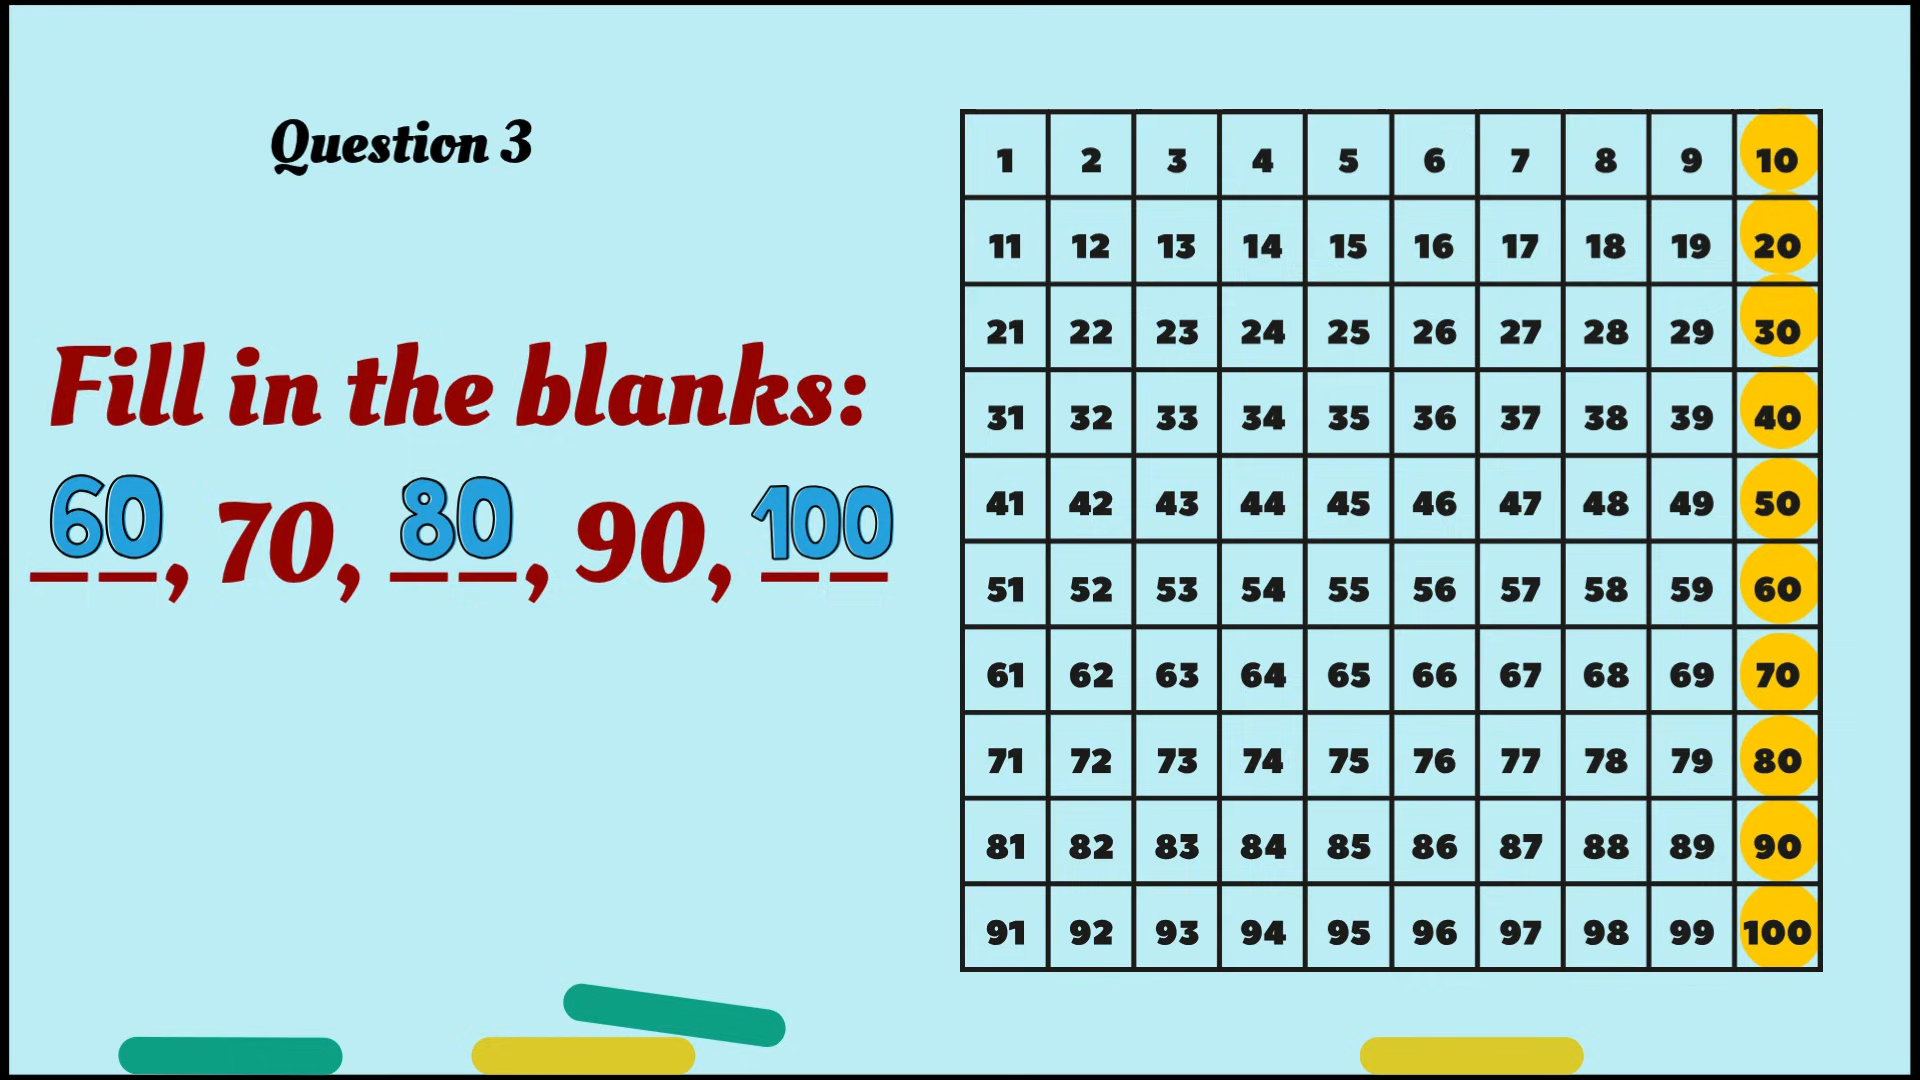 Question 3
Fill in the blanks:
60, 70, 80, 90, 100
1 2 3 4 5 6 7 8 9 10
11 12 13 14 15 16 17 18 19 20
21 22 23 24 25 26 27 28 29 30
31 32 33 34 35 36 37 38 39 40
41 42 43 44 45 46 47 48 49 50
51 52 53 54 55 56 57 58 59 60
61 62 63 64 65 66 67 68 69 70
71 72 73 74 75 76 77 78 79 80
81 82 83 84 85 86 87 88 89 90
91 92 93 94 95 96 97 98 99 100